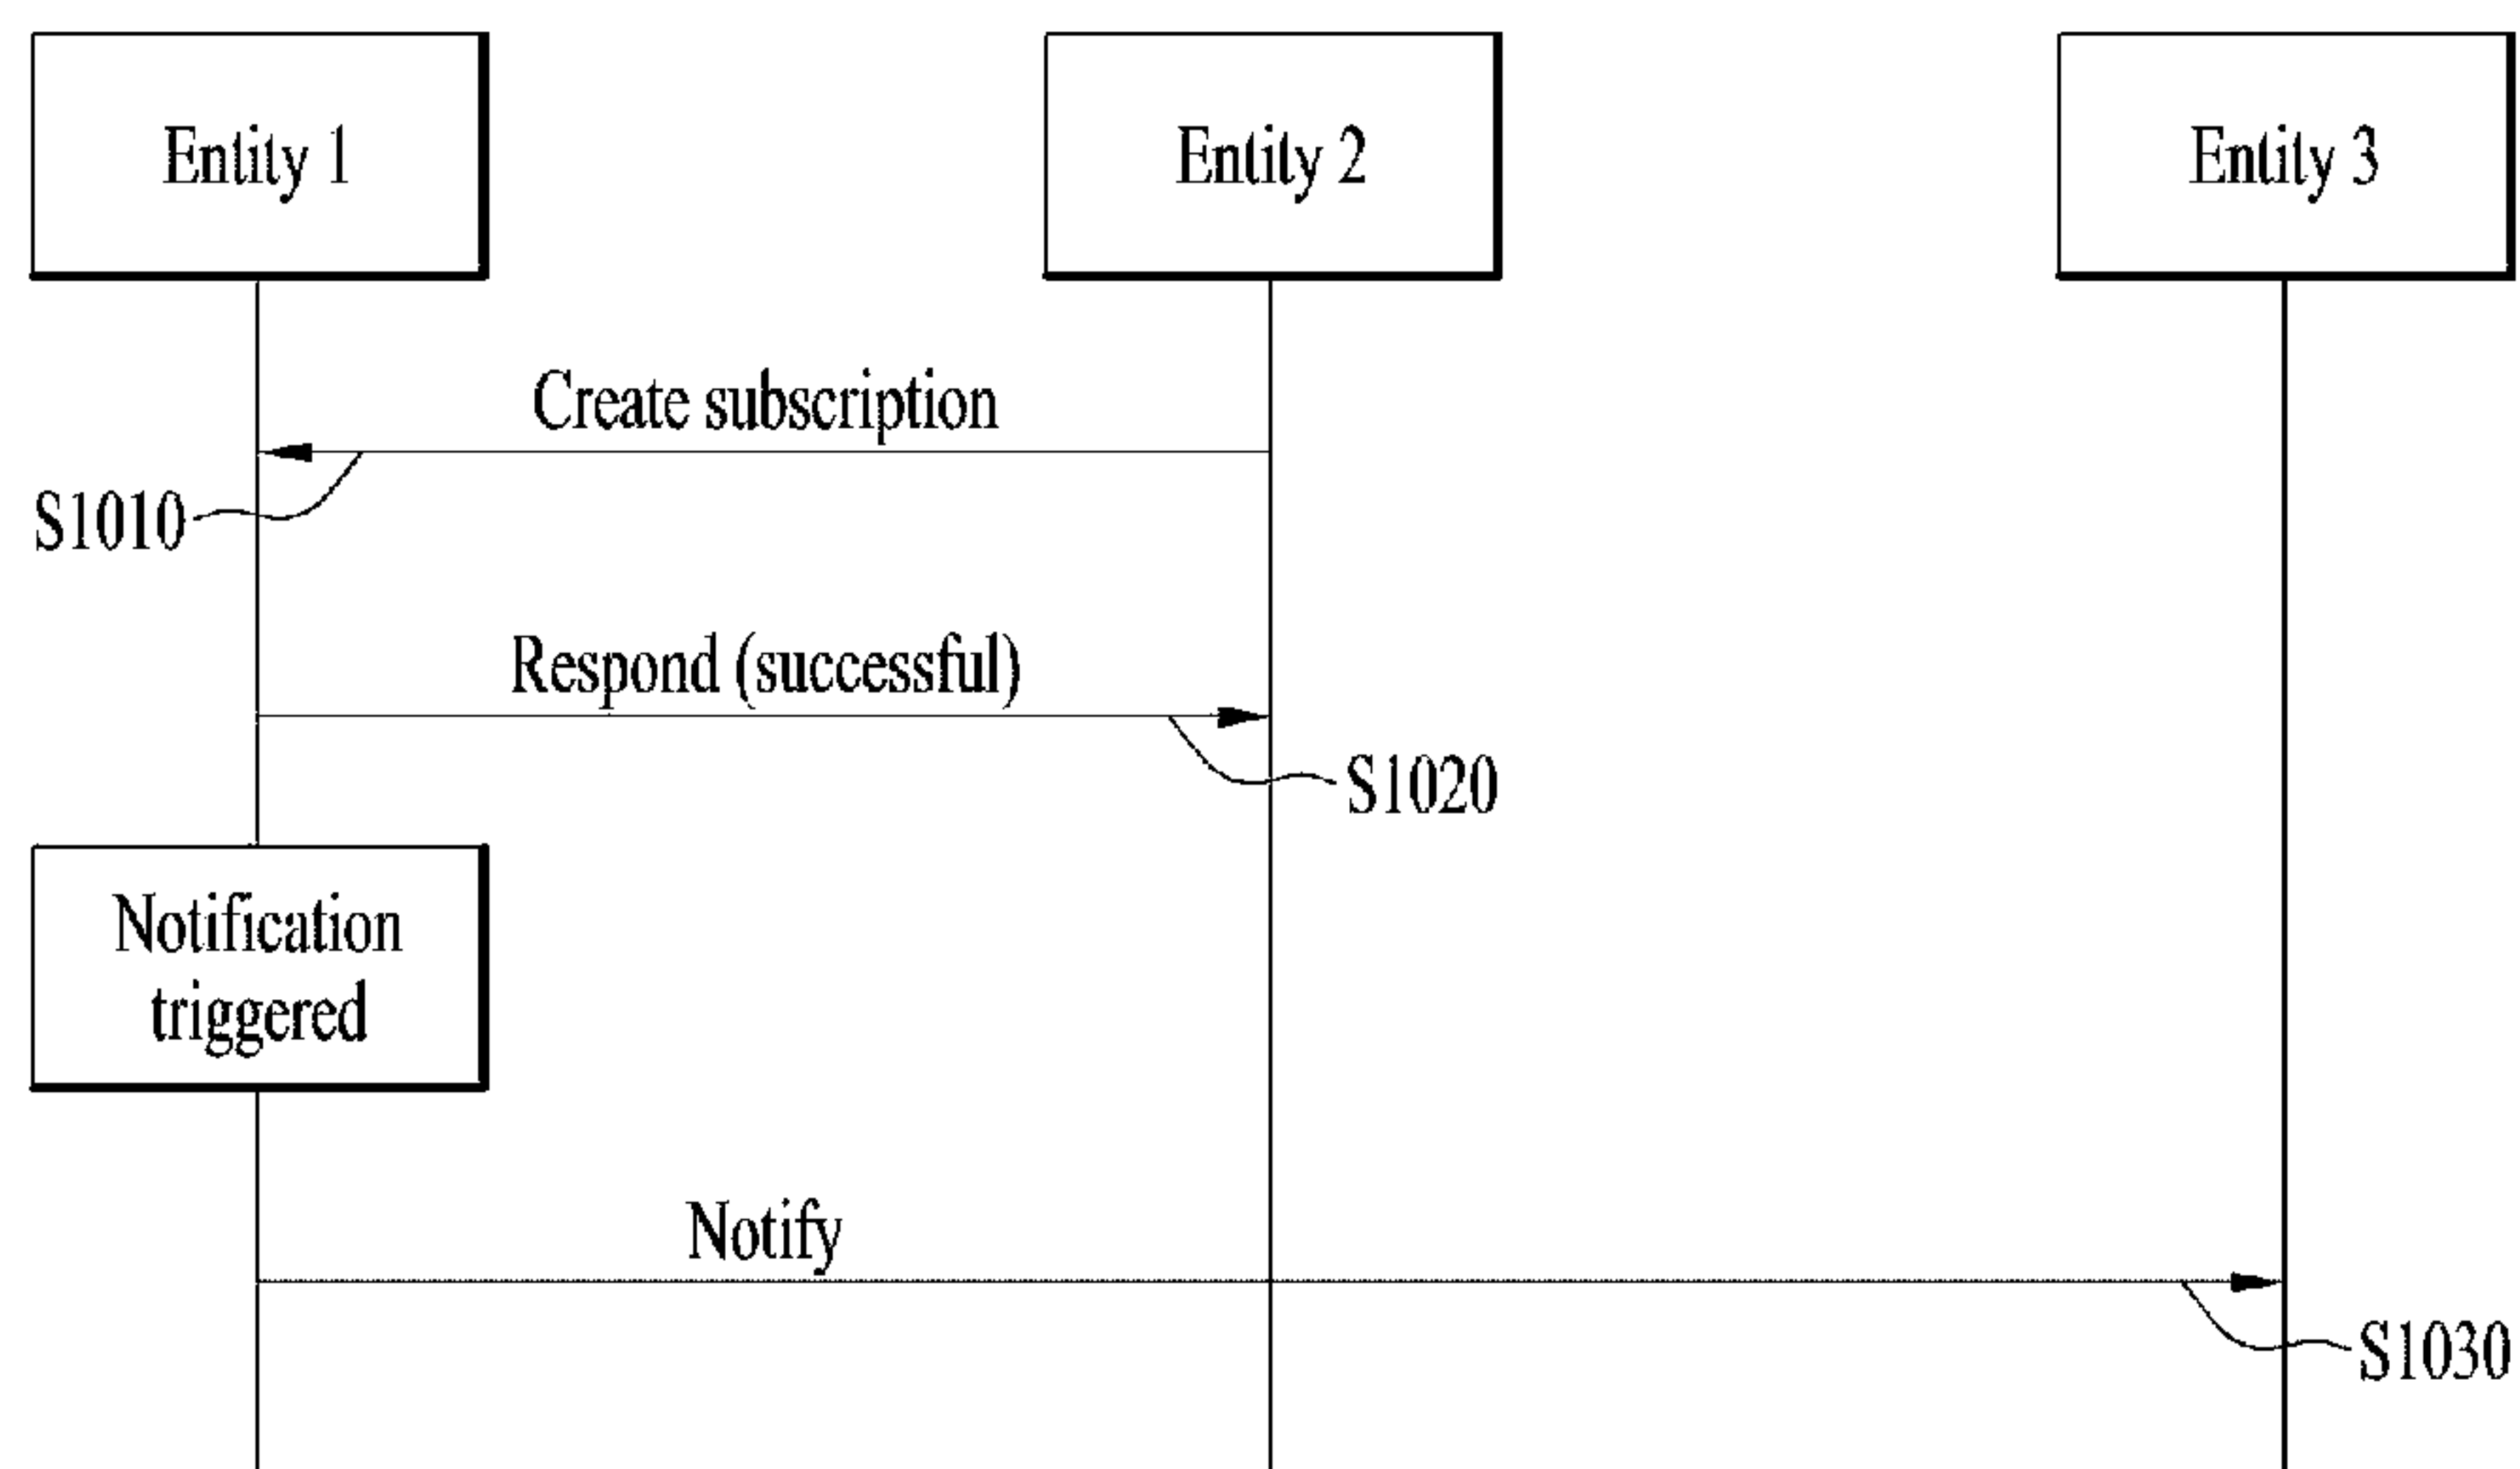 Entity 1
Entity 2
Entity 3
Create subscription
S1010
Respond (successful)
S1020
Notification
triggered
Notify
S1030